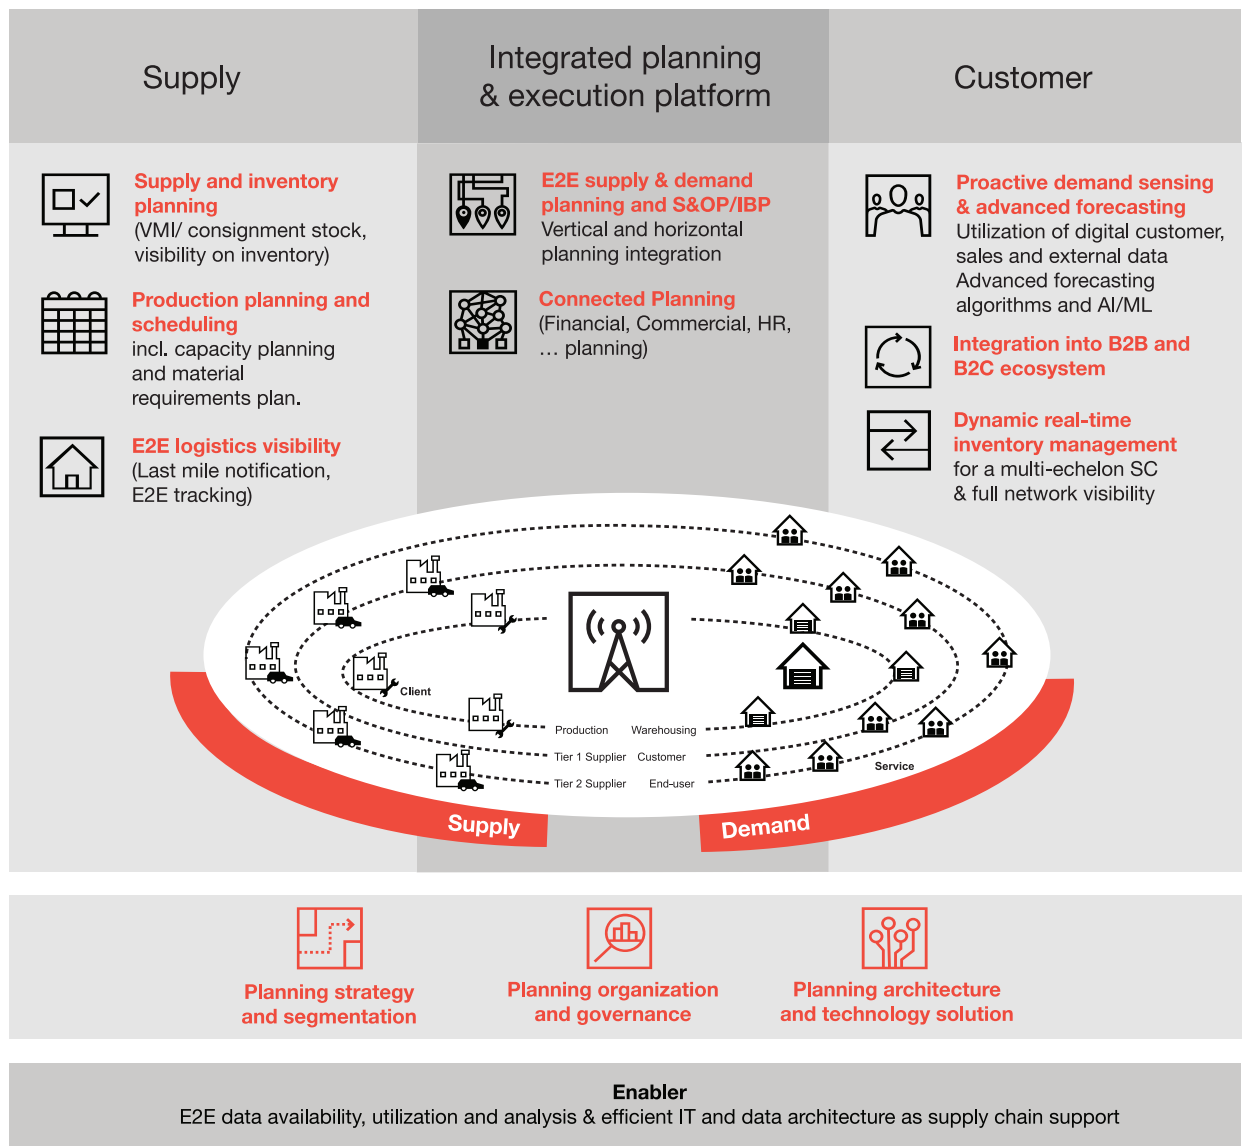 Supply
Integrated planning
& execution platform
Customer
Supply and inventory
planning
(VMI/ consignment stock,
visibility on inventory)
Production planning and
scheduling
incl. capacity planning
and material
requirements plan.
E2E logistics visibility
(Last mile notification,
E2E tracking)
E2E supply & demand
planning and S&OP/IBP
Vertical and horizontal
planning integration
Connected Planning
(Financial, Commercial, HR,
… planning)
Proactive demand sensing
& advanced forecasting
Utilization of digital customer,
sales and external data
Advanced forecasting
algorithms and AI/ML
Integration into B2B and
B2C ecosystem
Dynamic real-time
inventory management
for a multi-echelon SC
& full network visibility
Client
Production Warehousing
Tier 1 Supplier Customer
Tier 2 Supplier End-user
Service
Supply
Demand
Planning strategy
and segmentation
Planning organization
and governance
Planning architecture
and technology solution
Enabler
E2E data availability, utilization and analysis & efficient IT and data architecture as supply chain support